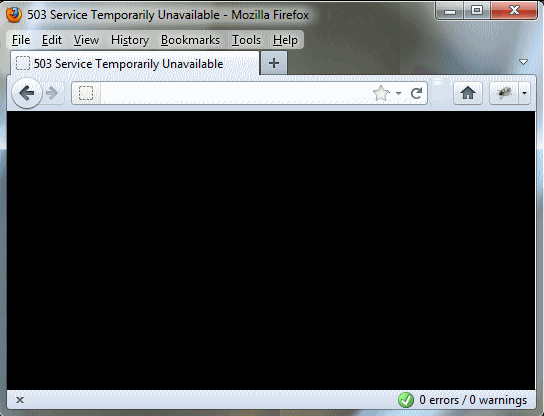 503 Service Temporarily Unavailable - Mozilla Firefox
File Edit View History Bookmarks Tools Help
503 Service Temporarily Unavailable
0 errors / 0 warnings